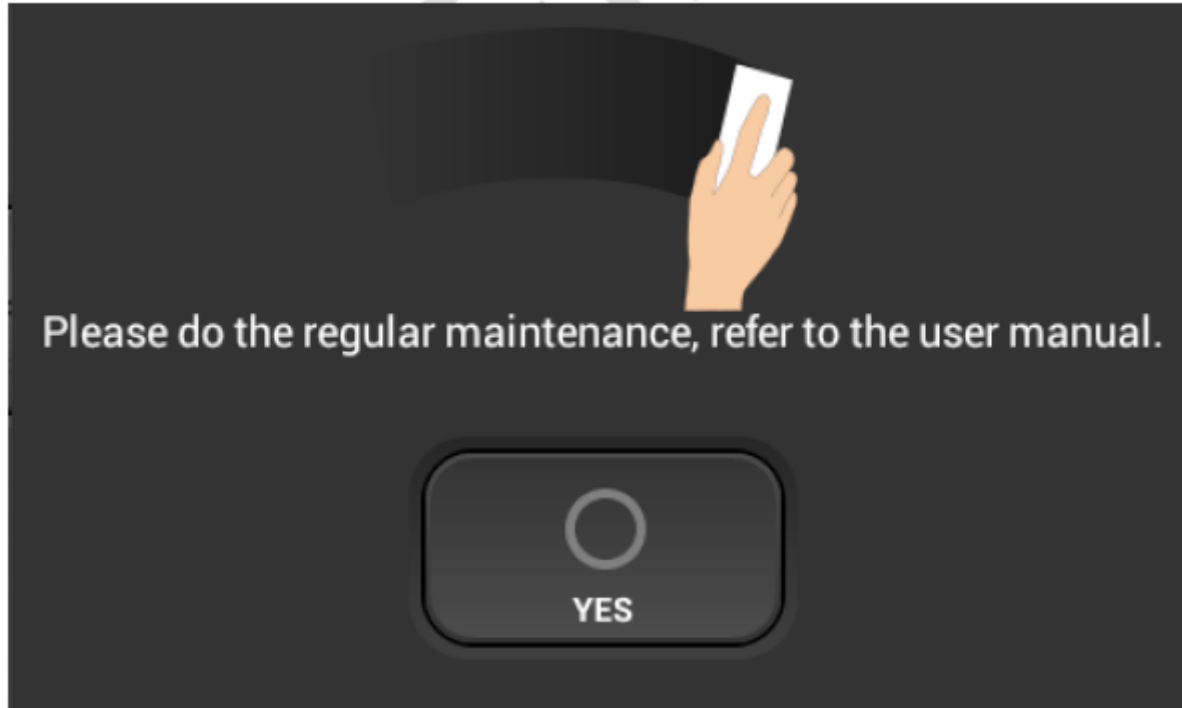 Please do the regular maintenance, refer to the user manual.
YES